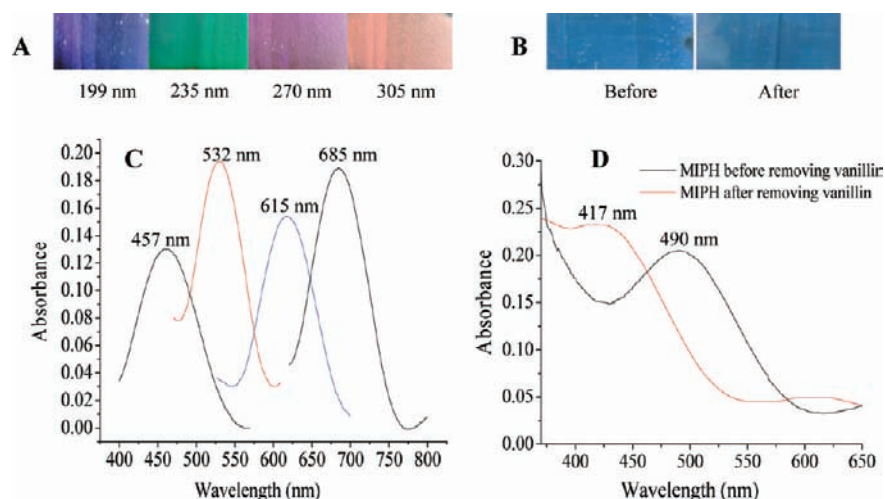 A
B
199 nm 235 nm 270 nm 305 nm
Before After
C
457 nm
532 nm
615 nm
685 nm
0.20
0.18
0.16
0.14
0.12
0.10
0.08
0.06
0.04
0.02
0.00
Absorbance
400 450 500 550 600 650 700 750 800
Wavelength (nm)
D
MIPH before removing vanillin
MIPH after removing vanillin
417 nm
490 nm
0.30
0.25
0.20
0.15
0.10
0.05
0.00
Absorbance
400 450 500 550 600 650
Wavelength (nm)